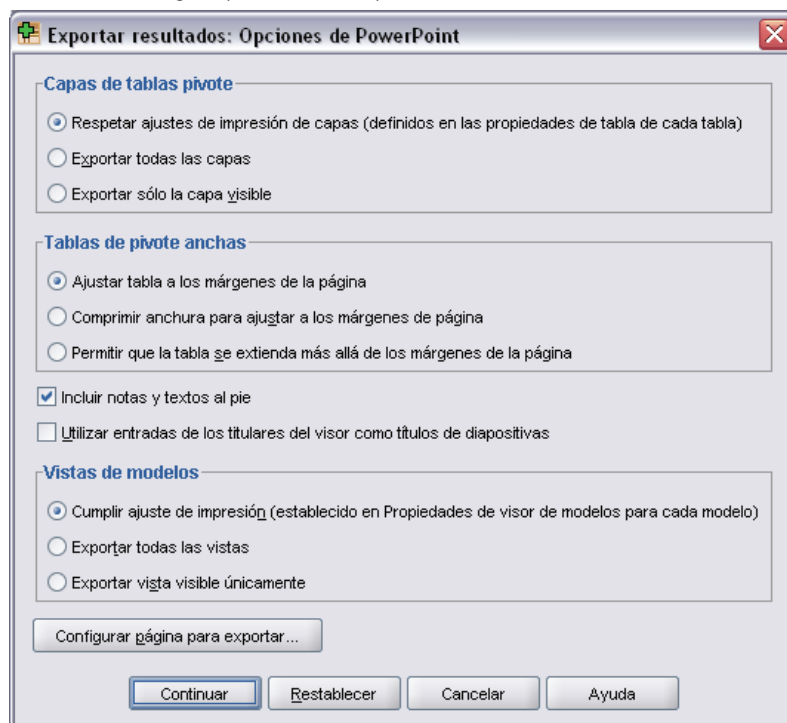 Exportar resultados: Opciones de PowerPoint
Capas de tablas pivote
Respetar ajustes de impresión de capas (definidos en las propiedades de tabla de cada tabla)
Exportar todas las capas
Exportar sólo la capa visible
Tablas de pivote anchas
Ajustar tabla a los márgenes de la página
Comprimir anchura para ajustar a los márgenes de página
Permitir que la tabla se extienda más allá de los márgenes de la página
Incluir notas y textos al pie
Utilizar entradas de los titulares del visor como títulos de diapositivas
Vistas de modelos
Cumplir ajuste de impresión (establecido en Propiedades de visor de modelos para cada modelo)
Exportar todas las vistas
Exportar vista visible únicamente
Configurar página para exportar...
Continuar Restablecer Cancelar Ayuda